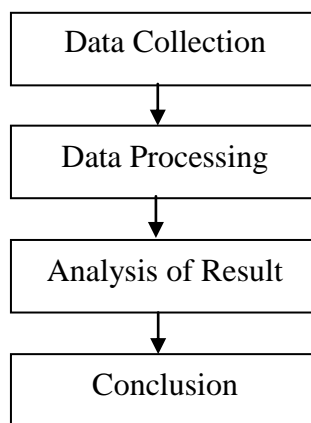 Data Collection
Data Processing
Analysis of Result
Conclusion